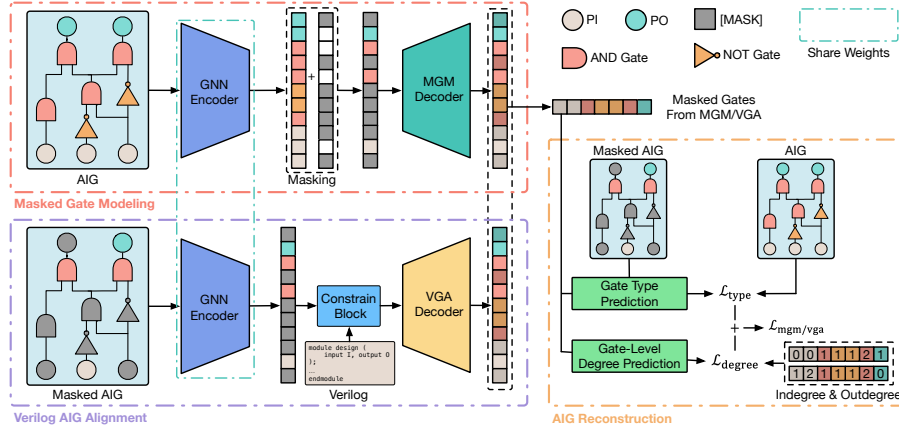 PI
PO
[MASK]
AND Gate
NOT Gate
Share Weights
GNN
Encoder
+
MGM
Decoder
AIG
Masking
Masked Gate Modeling
Masked Gates
From MGM/VGA
Masked AIG
AIG
Gate Type
Prediction
ℒtype
+
ℒmgm/vga
Gate-Level
Degree Prediction
ℒdegree
0 0 1 1 1 2 1
1 2 1 1 1 2 0
Indegree & Outdegree
AIG Reconstruction
GNN
Encoder
Constrain
Block
VGA
Decoder
module design (
input I, output O
);
…
endmodule
Masked AIG
Verilog
Verilog AIG Alignment